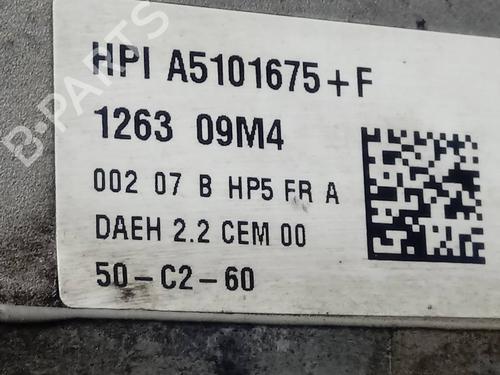 HPI A5101675+F
1263 09M4
002 07 B HP5 FR A
DAEH 2.2 CEM 00
50-C2-60
B-PARTS